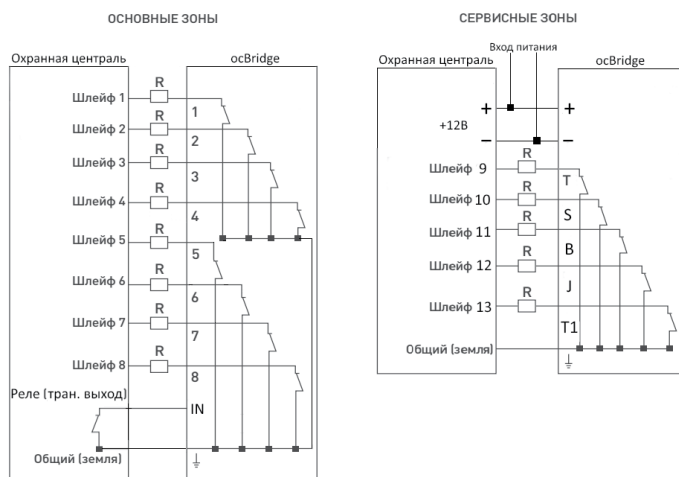 ОСНОВНЫЕ ЗОНЫ
Охранная централь
ocBridge
R
Шлейф 1
1
R
Шлейф 2
2
R
Шлейф 3
3
R
Шлейф 4
4
R
Шлейф 5
5
R
Шлейф 6
6
R
Шлейф 7
7
R
Шлейф 8
8
Реле (тран. выход)
IN
Общий (земля)
СЕРВИСНЫЕ ЗОНЫ
Вход питания
Охранная централь
ocBridge
+ +
+12В
− −
R
Шлейф 9
T
R
Шлейф 10
S
R
Шлейф 11
B
R
Шлейф 12
J
R
Шлейф 13
T1
Общий (земля)